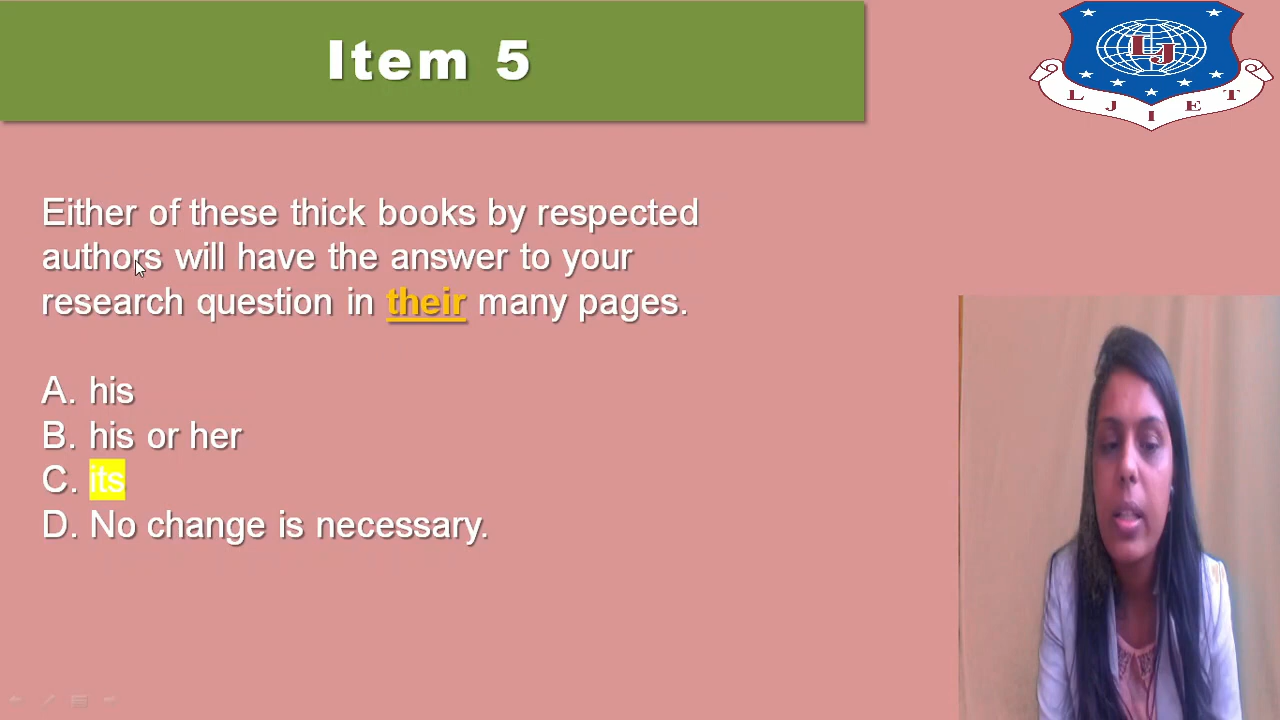 Item 5
LJ
L J I E T
Either of these thick books by respected
authors will have the answer to your
research question in their many pages.
A. his
B. his or her
C. its
D. No change is necessary.